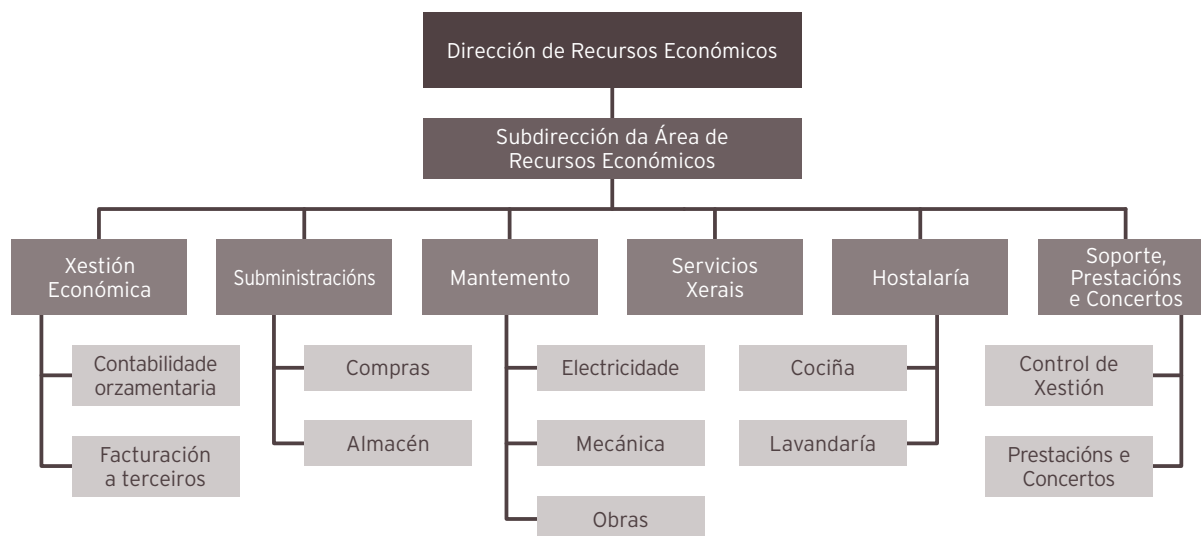 Dirección de Recursos Económicos
Subdirección da Área de
Recursos Económicos
Xestión
Económica
Subministracións
Mantemento
Servicios
Xerais
Hostalaría
Soporte,
Prestacións
e Concertos
Contabilidade
orzamentaria
Compras
Electricidade
Cociña
Control de
Xestión
Facturación
a terceiros
Almacén
Mecánica
Lavandaría
Prestacións e
Concertos
Obras